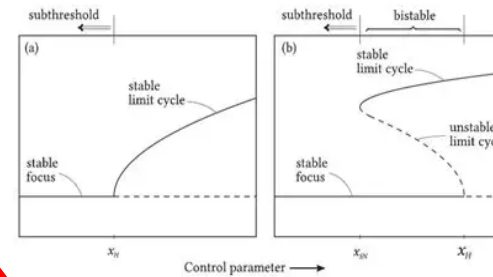 subthreshold
(a)
stable
limit cycle
stable
focus
x_H
subthreshold
bistable
(b)
stable
limit cycle
unstable
limit cyc
stable
focus
x_SN
x_H
Control parameter